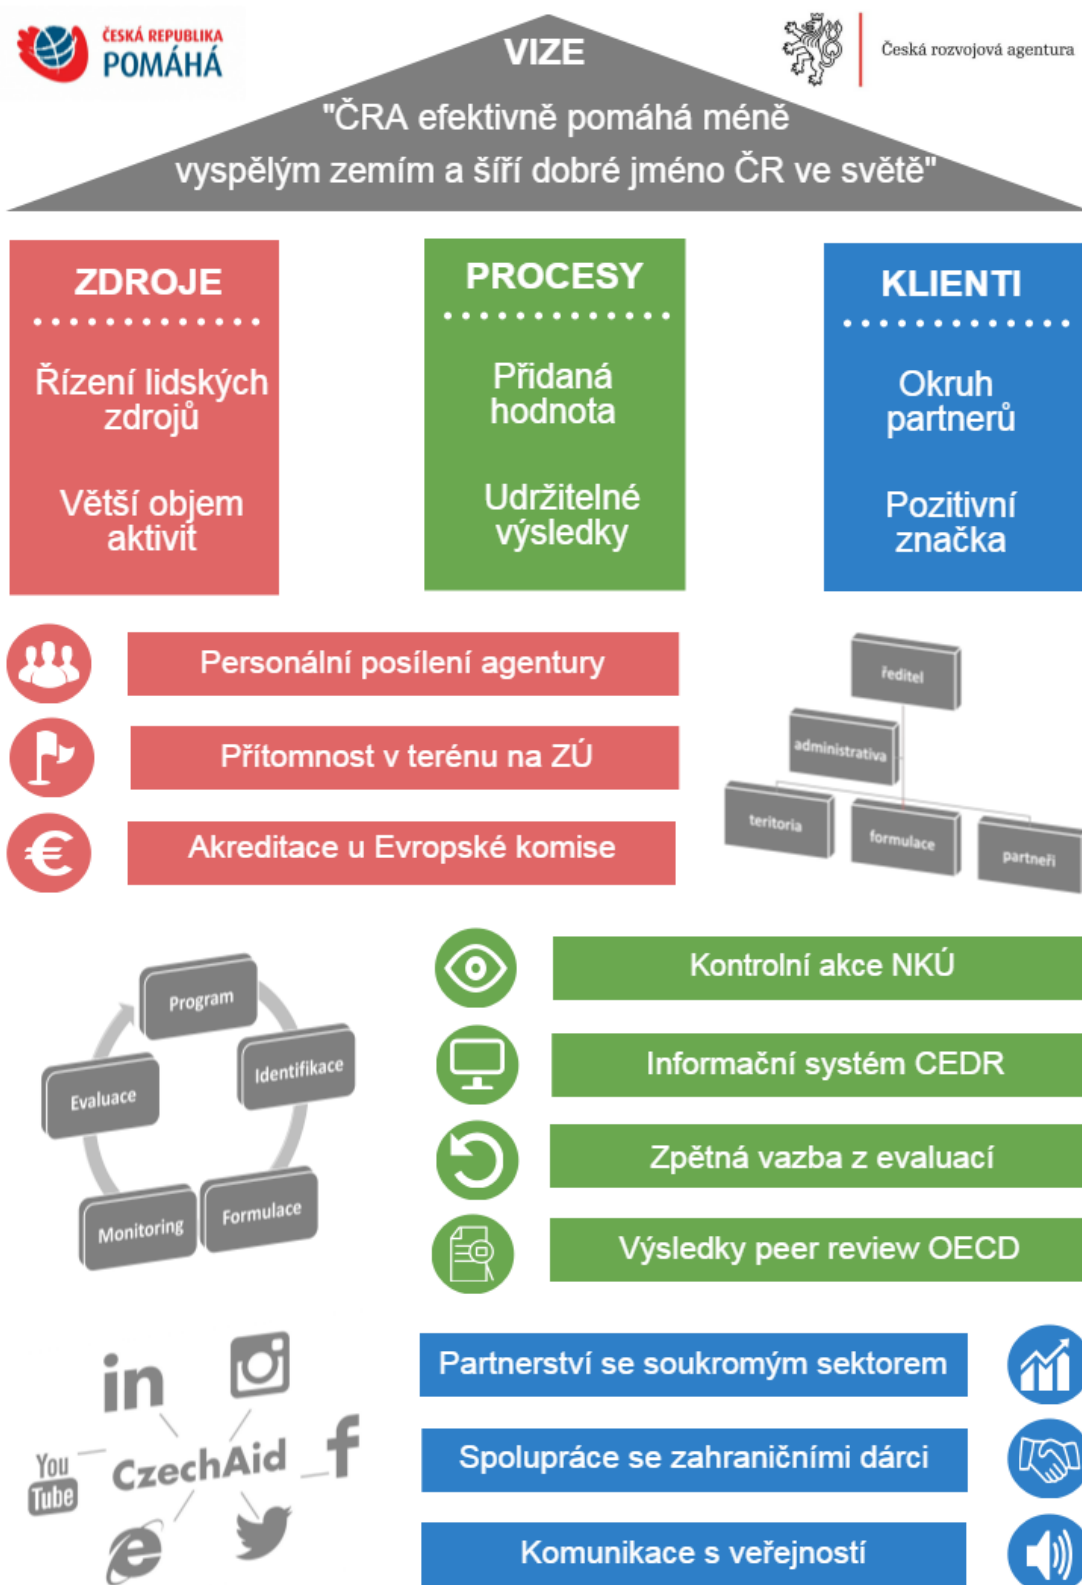 ČESKÁ REPUBLIKA
POMÁHÁ
VIZE
Česká rozvojová agentura
"ČRA efektivně pomáhá méně
vyspělým zemím a šíří dobré jméno ČR ve světě"
ZDROJE
Řízení lidských
zdrojů
Větší objem
aktivit
PROCESY
Přidaná
hodnota
Udržitelné
výsledky
KLIENTI
Okruh
partnerů
Pozitivní
značka
Personální posílení agentury
Přítomnost v terénu na ZÚ
Akreditace u Evropské komise
ředitel
administrativa
teritoria
formulace
partneři
Program
Identifikace
Formulace
Monitoring
Evaluace
Kontrolní akce NKÚ
Informační systém CEDR
Zpětná vazba z evaluací
Výsledky peer review OECD
in
You
Tube
CzechAid
f
e
Partnerství se soukromým sektorem
Spolupráce se zahraničními dárci
Komunikace s veřejností